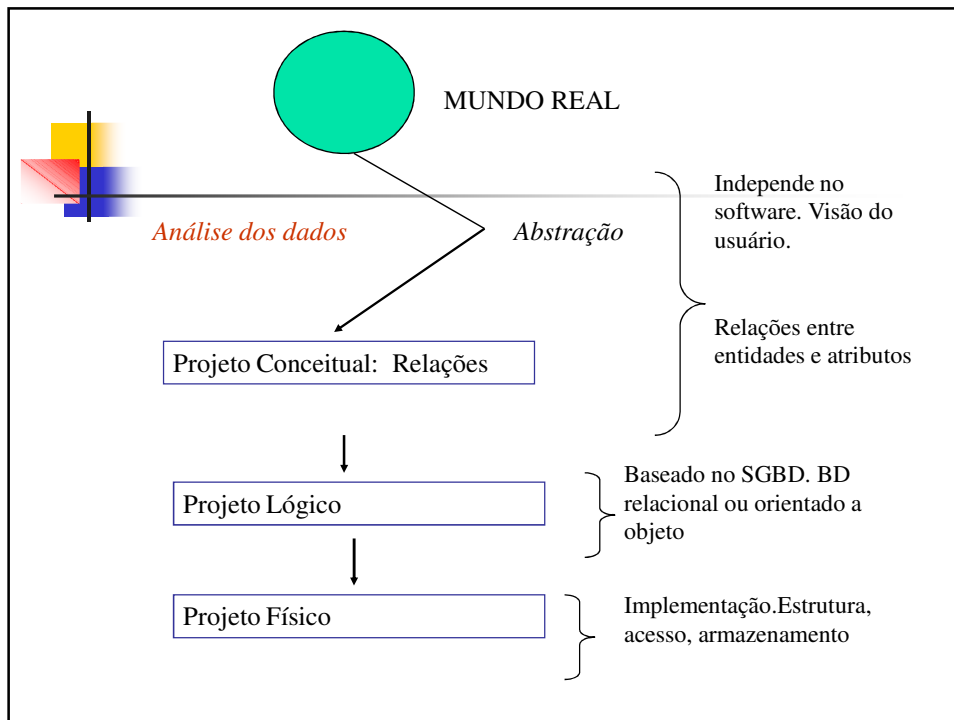 MUNDO REAL
Independe no
software. Visão do
usuário.
Análise dos dados
Abstração
Relações entre
entidades e atributos
Projeto Conceitual: Relações
Baseado no SGBD. BD
relacional ou orientado a
objeto
Projeto Lógico
Projeto Físico
Implementação.Estrutura,
acesso, armazenamento